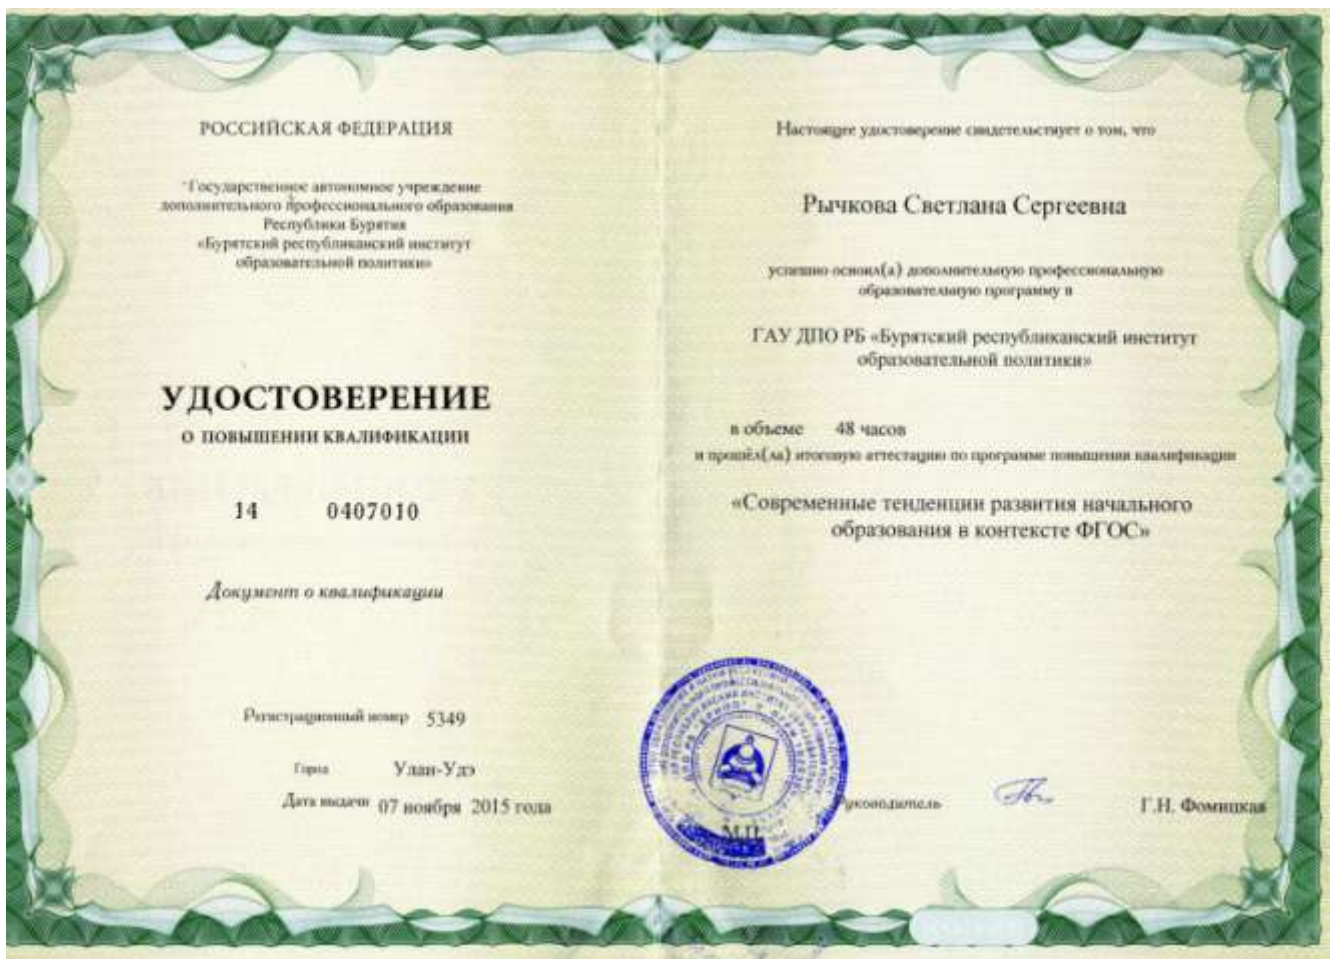 РОССИЙСКАЯ ФЕДЕРАЦИЯ
Государственное автономное учреждение
дополнительного профессионального образования
Республики Бурятия
«Бурятский республиканский институт
образовательной политики»
УДОСТОВЕРЕНИЕ
О ПОВЫШЕНИИ КВАЛИФИКАЦИИ
14 0407010
Документ о квалификации
Регистрационный номер 5349
Город Улан-Удэ
Дата выдачи 07 ноября 2015 года
Настоящее удостоверение свидетельствует о том, что
Рычкова Светлана Сергеевна
успешно освоил(а) дополнительную профессиональную
образовательную программу в
ГАУ ДПО РБ «Бурятский республиканский институт
образовательной политики»
в объеме 48 часов
и прошёл(ла) итоговую аттестацию по программе повышения квалификации
«Современные тенденции развития начального
образования в контексте ФГОС»
М.П.
Руководитель Г.Н. Фомицкая